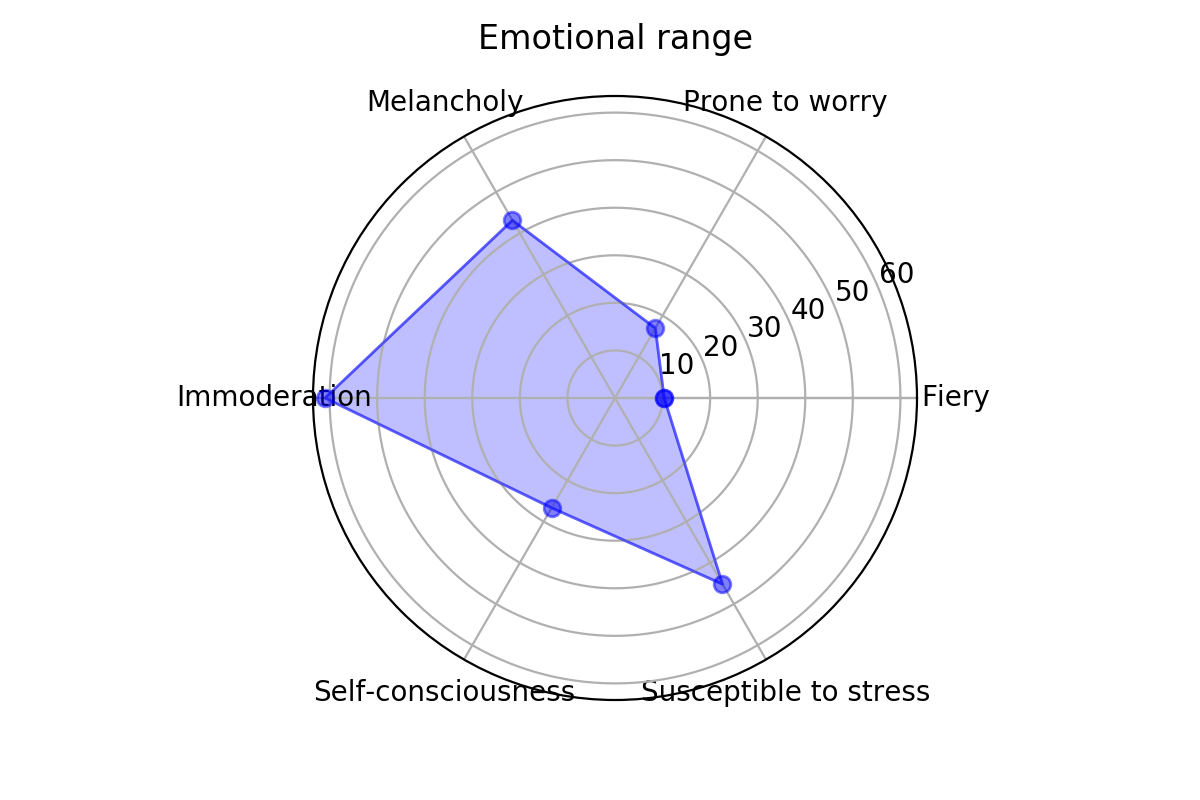 Emotional range
Melancholy
Prone to worry
60
50
40
30
20
10
Immoderation
Fiery
Self-consciousness
Susceptible to stress